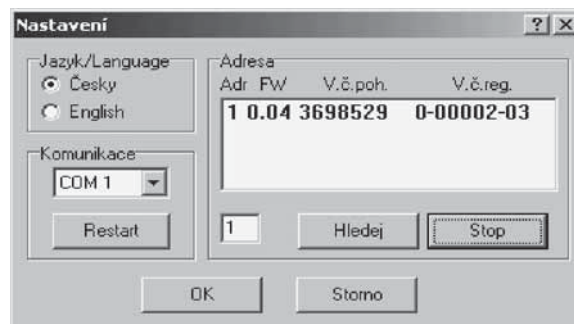 Nastavení
Jazyk/Language
Česky
English
Komunikace
COM 1
Restart
Adresa
Adr FW V.č.poh. V.č.reg.
1 0.04 3698529 0-00002-03
1
Hledej
Stop
OK
Storno